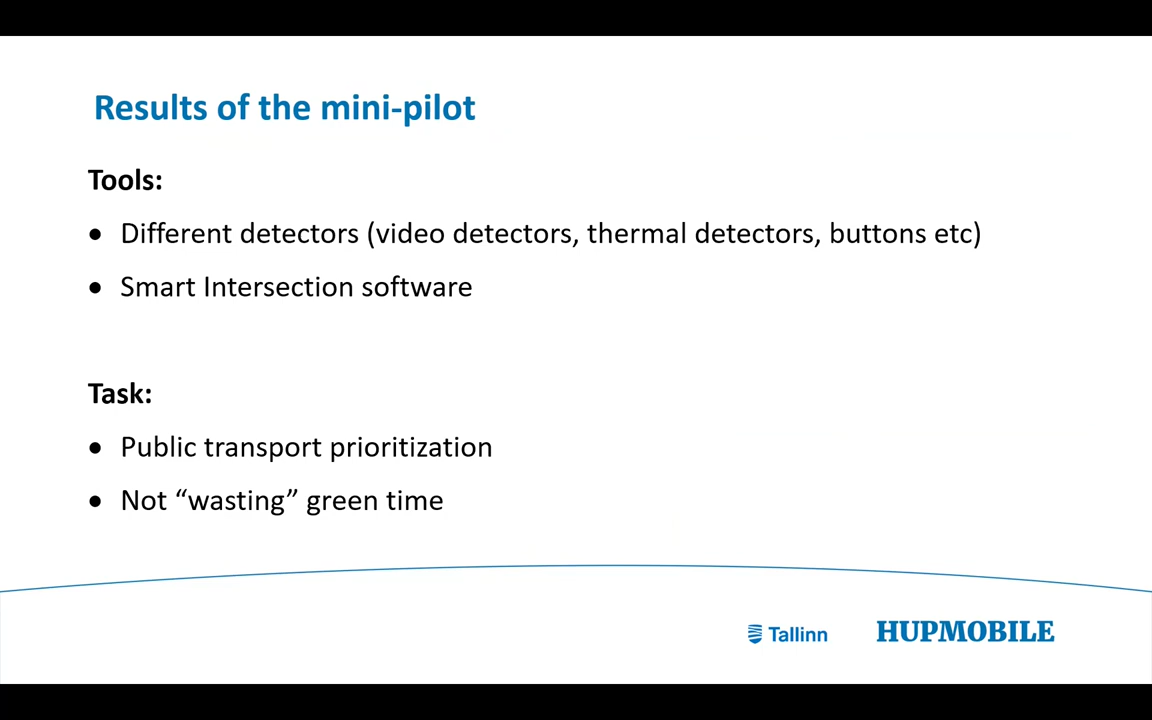 Results of the mini-pilot
Tools:
• Different detectors (video detectors, thermal detectors, buttons etc)
• Smart Intersection software
Task:
• Public transport prioritization
• Not “wasting” green time
Tallinn HUPMOBILE